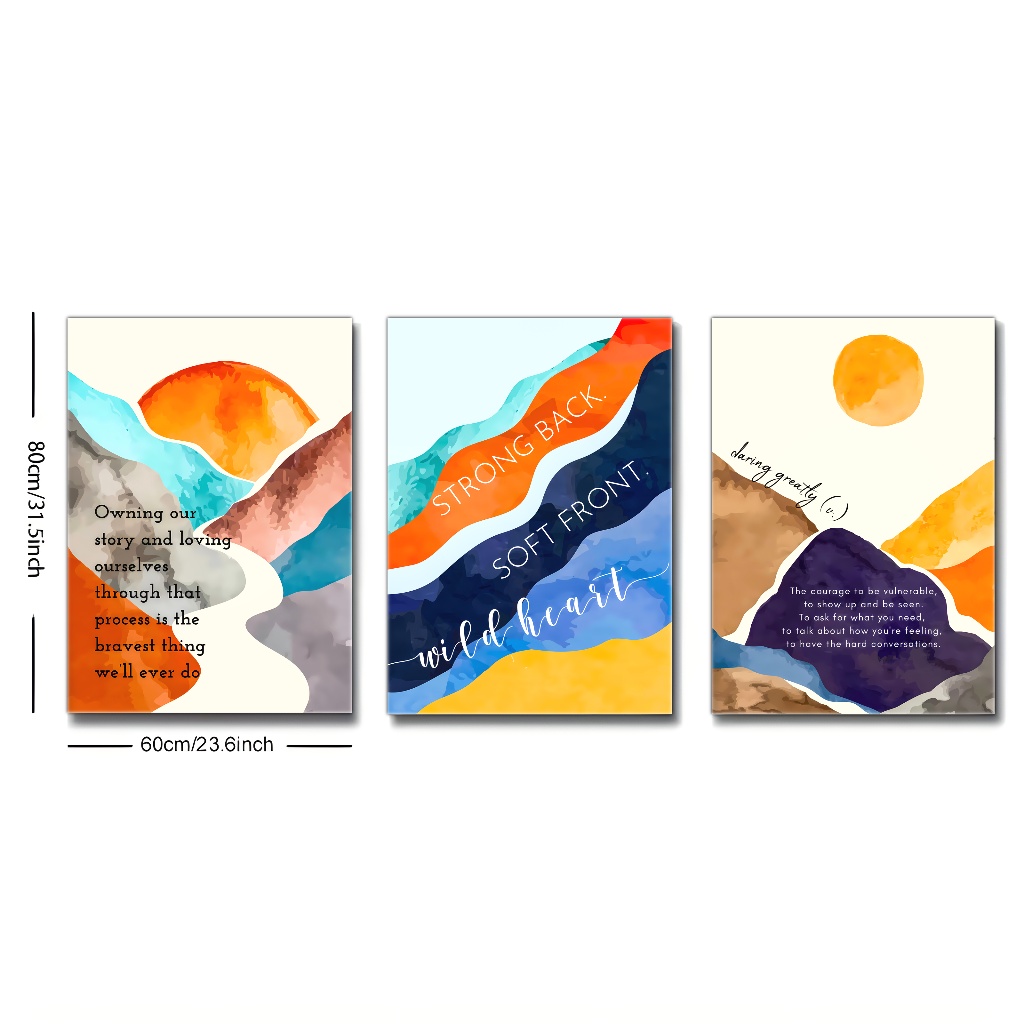 80cm/31.5inch
Owning our
story and loving
ourselves
through that
process is the
bravest thing
we'll ever do
60cm/23.6inch
STRONG BACK.
SOFT FRONT.
wild heart
daring greatly (v.)
The courage to be vulnerable,
to show up and be seen.
To ask for what you need,
to talk about how you're feeling,
to have the hard conversations.